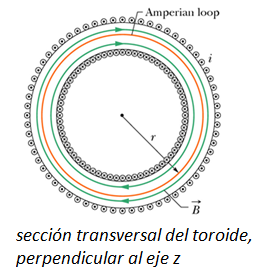 Amperian loop
i
r
B
sección transversal del toroide,
perpendicular al eje z